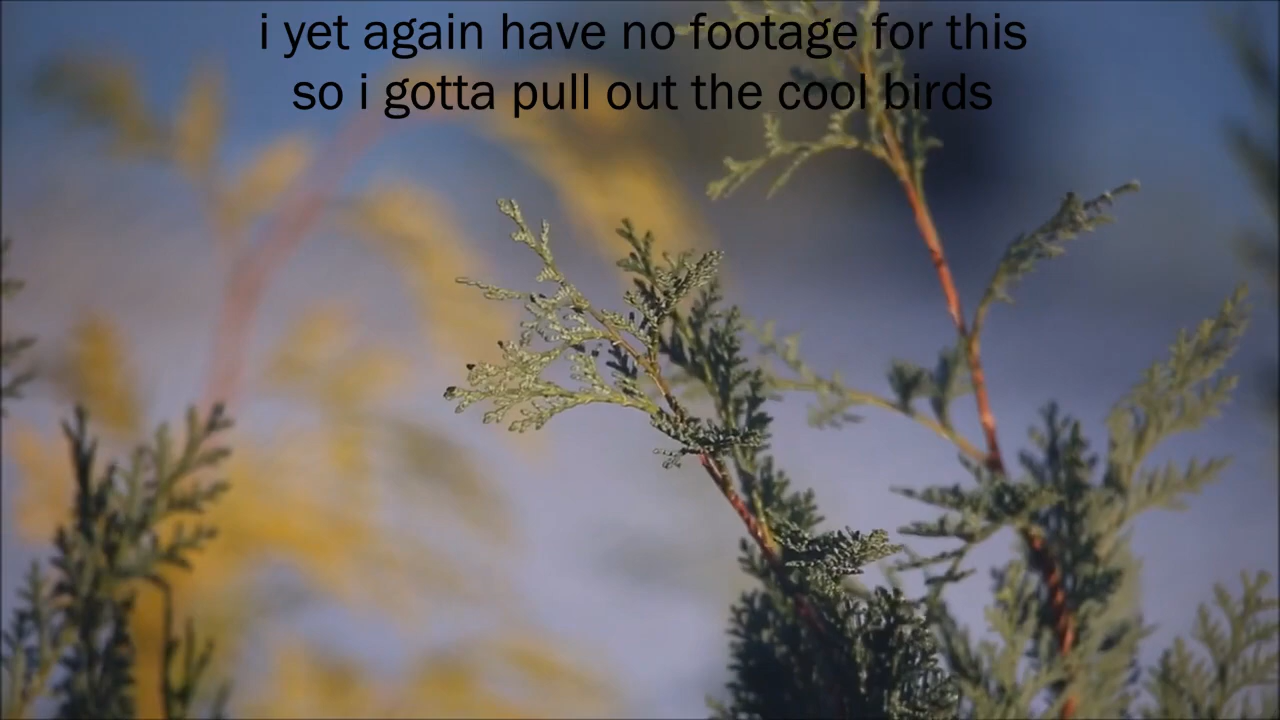 i yet again have no footage for this
so i gotta pull out the cool birds